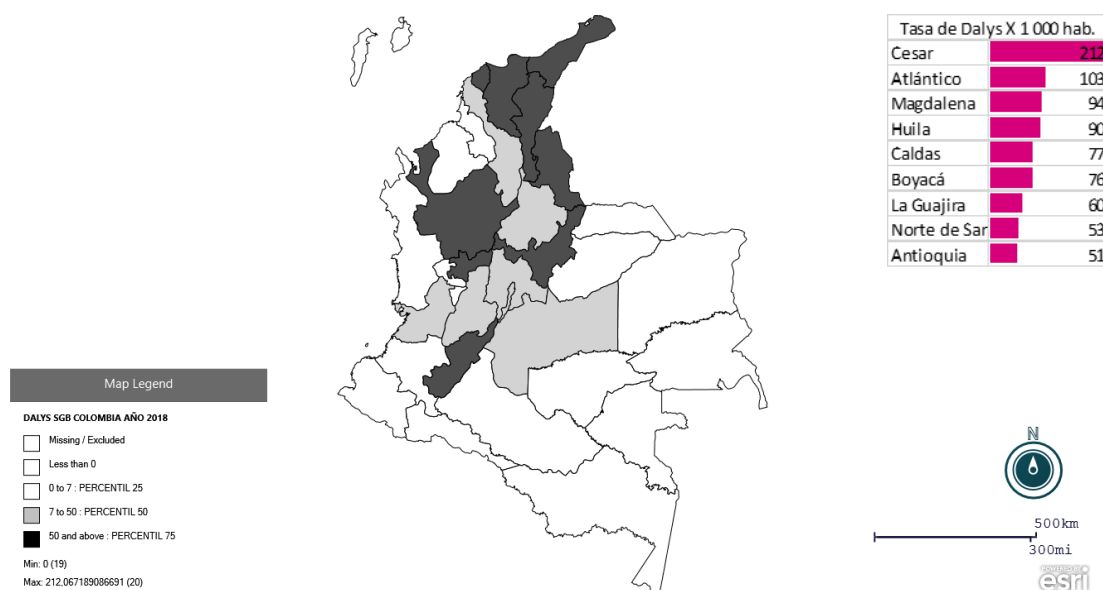 Tasa de Dalys X 1 000 hab.
Cesar 212
Atlántico 103
Magdalena 94
Huila 90
Caldas 77
Boyacá 76
La Guajira 60
Norte de Sar 53
Antioquia 51
Map Legend
DALYS SGB COLOMBIA AÑO 2018
Missing / Excluded
Less than 0
0 to 7 : PERCENTIL 25
7 to 50 : PERCENTIL 50
50 and above : PERCENTIL 75
Min: 0 (19)
Max: 212,067189086691 (20)
N
500km
300mi
POWERED BY
esri